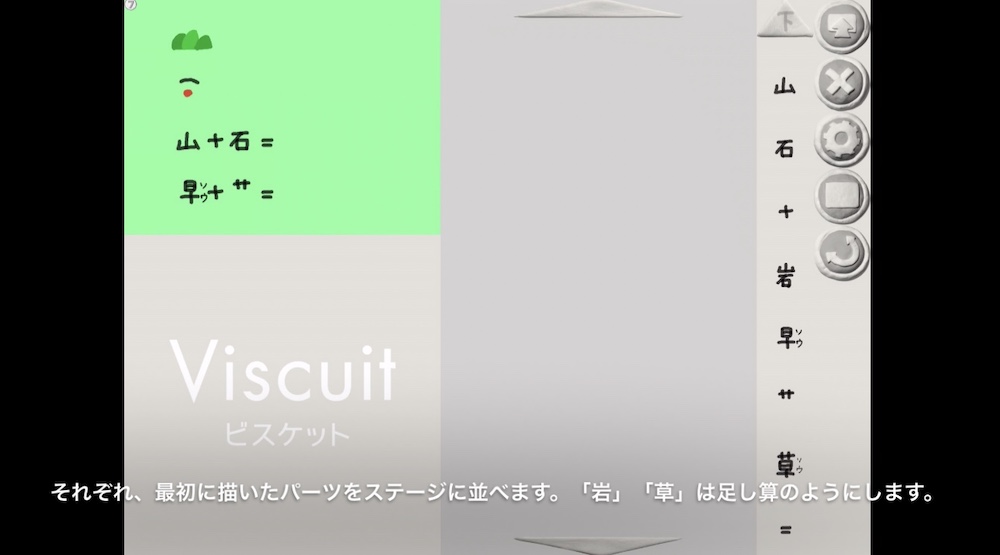 ⑦
山+石=
早ソウ+艹=
Viscuit
ビスケット
下
山
石
+
岩
早ソウ
艹
草ソウ
=
それぞれ、最初に描いたパーツをステージに並べます。「岩」「草」は足し算のようにします。